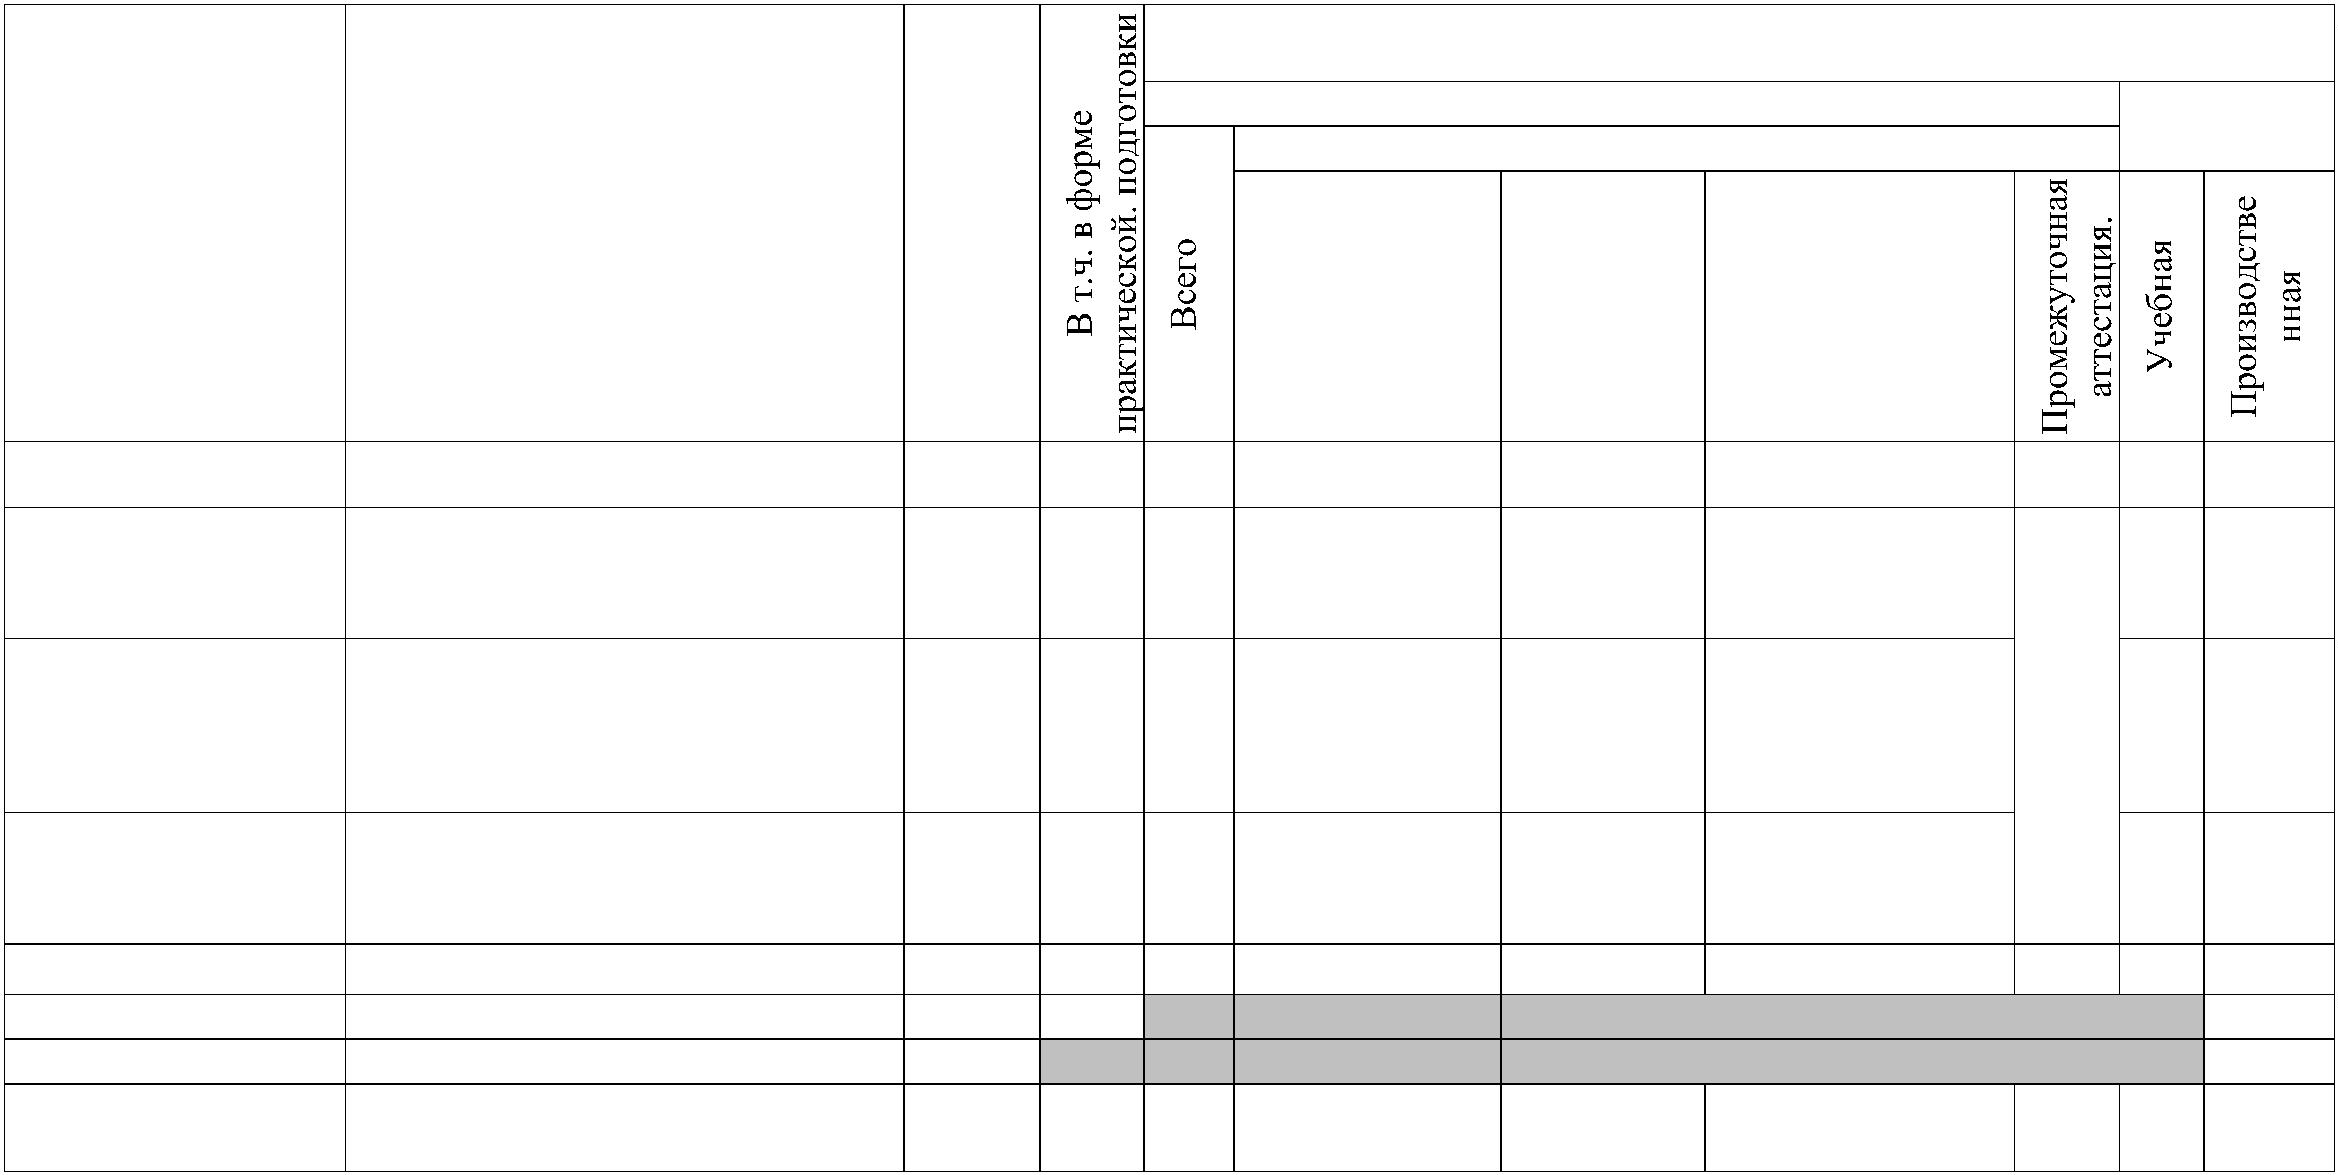 В т.ч. в форме
практической. подготовки
Всего
Промежуточная
аттестация.
Учебная
Производстве
нная